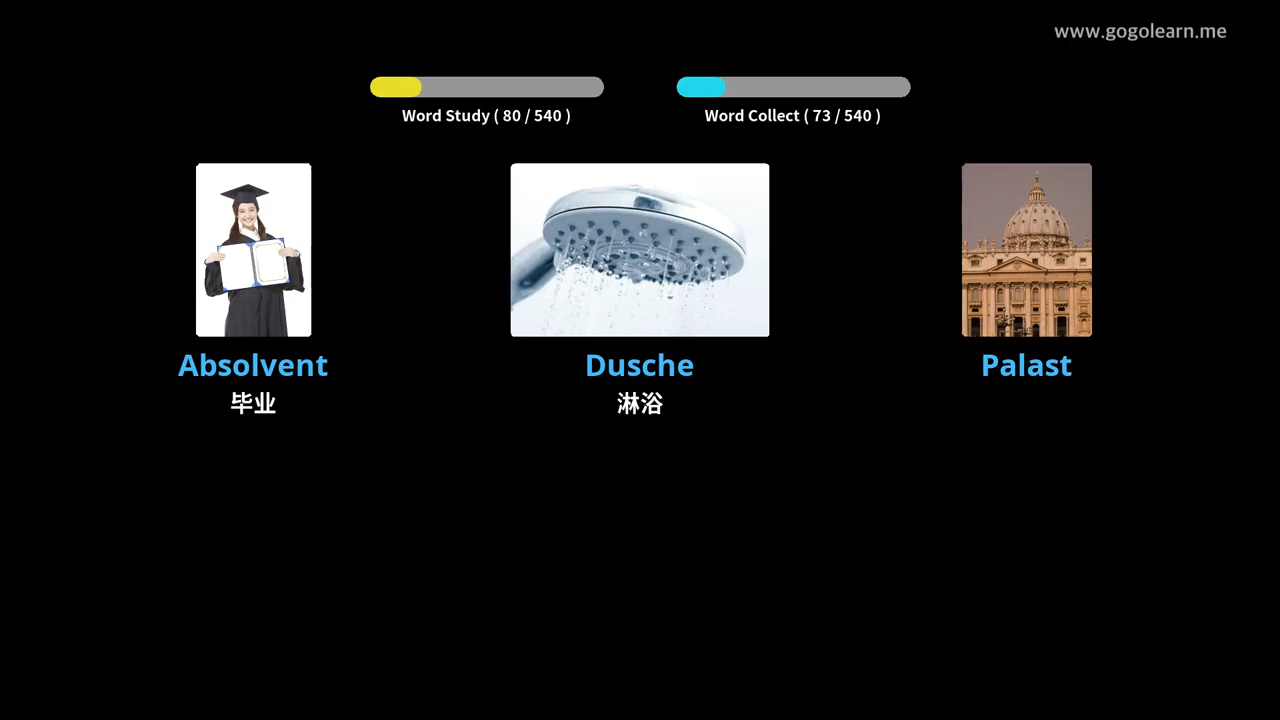 www.gogolearn.me
Word Study ( 80 / 540 )
Word Collect ( 73 / 540 )
Absolvent
毕业
Dusche
淋浴
Palast